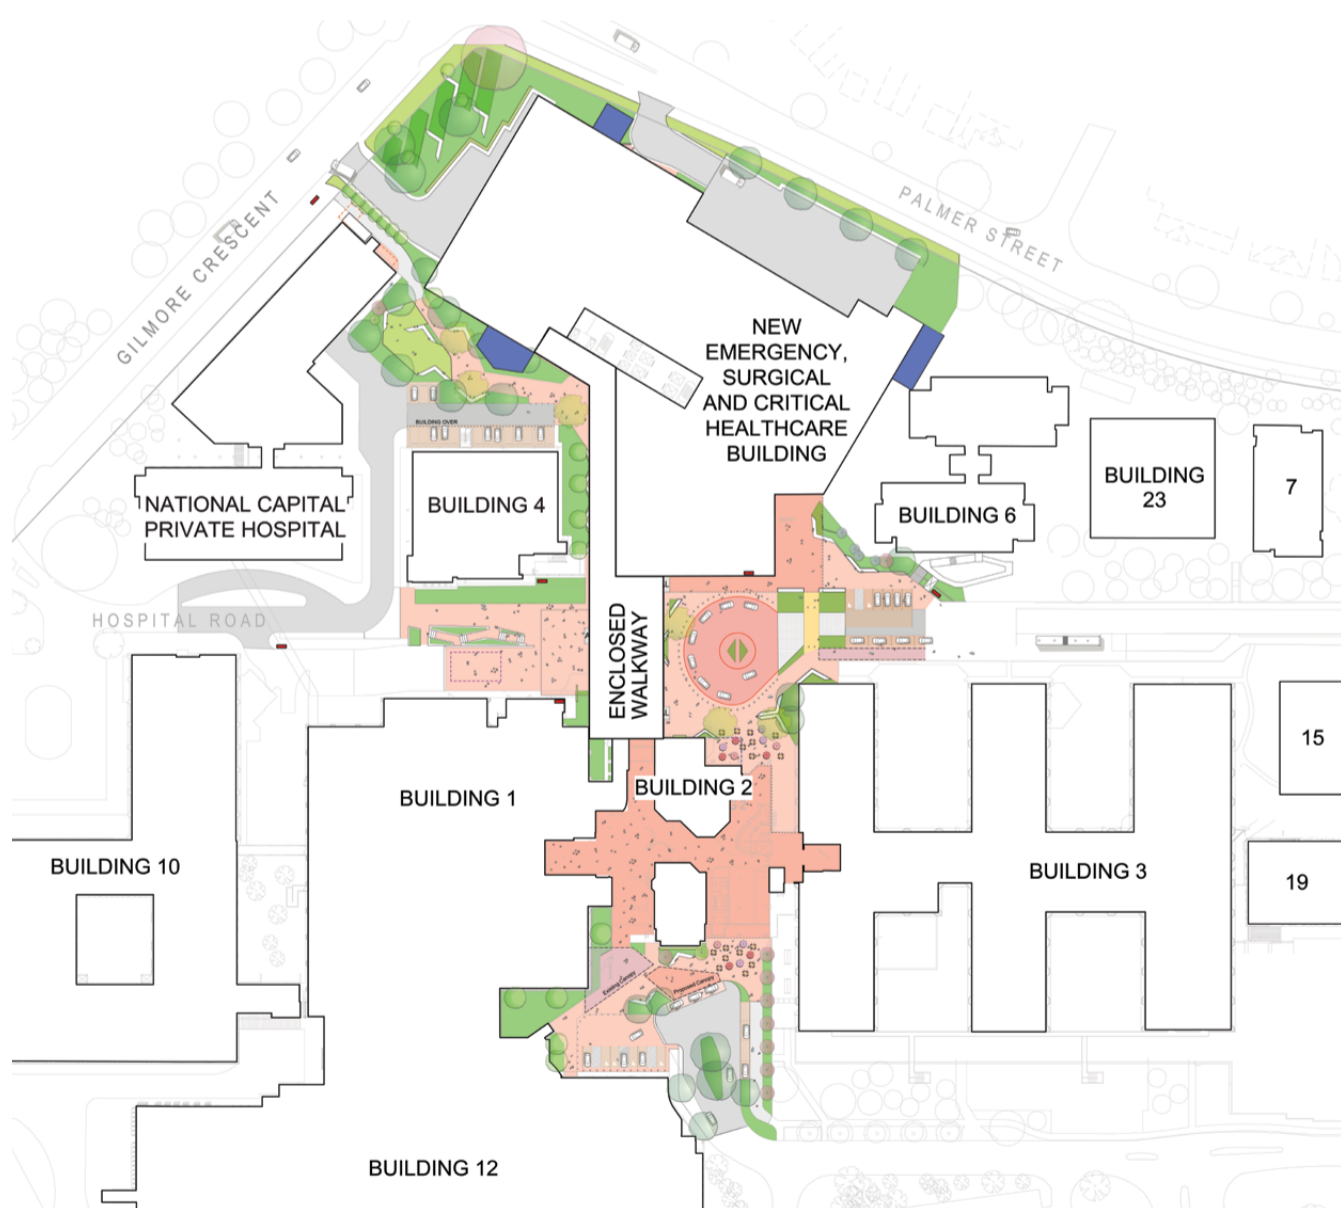 GILMORE CRESCENT
PALMER STREET
NEW
EMERGENCY,
SURGICAL
AND CRITICAL
HEALTHCARE
BUILDING
BUILDING OVER
NATIONAL CAPITAL
PRIVATE HOSPITAL
BUILDING 4
BUILDING 6
BUILDING
23
7
HOSPITAL ROAD
ENCLOSED
WALKWAY
BUILDING 1
BUILDING 2
15
BUILDING 10
BUILDING 3
19
Existing Canopy
Proposed Canopy
BUILDING 12